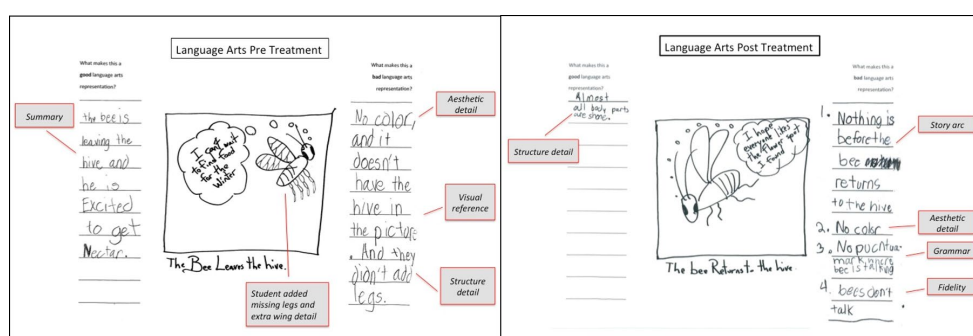 Language Arts Pre Treatment
What makes this a
good language arts
representation?
the bee is
leaving the
hive and
he is
Excited
to get
Nectar.
Summary
I can't wait
to find food
for the
winter
The Bee Leaves the hive.
Student added
missing legs and
extra wing detail
What makes this a
bad language arts
representation?
No color,
and it
doesn't
have the
hive in
the picture
. And they
didn't add
legs.
Aesthetic
detail
Visual
reference
Structure
detail
Language Arts Post Treatment
What makes this a
good language arts
representation?
Almost
all body parts
are shone.
Structure detail
I hope
everyone likes
the flower spot
I found
The bee Returns to the hive.
What makes this a
bad language arts
representation?
1. Nothing is
before the
bee
returns
to the hive
2. No color
3. No puchtua-
mark where
bee is talking
4. bees don't
talk
Story arc
Aesthetic
detail
Grammar
Fidelity